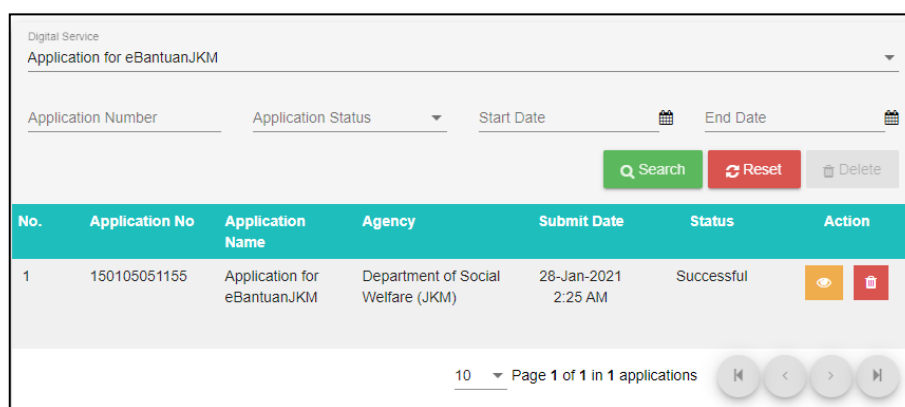 Digital Service
Application for eBantuanJKM
Application Number Application Status Start Date End Date
Search Reset Delete
No. Application No Application Name Agency Submit Date Status Action
1 150105051155 Application for eBantuanJKM Department of Social Welfare (JKM) 28-Jan-2021 2:25 AM Successful
10 Page 1 of 1 in 1 applications